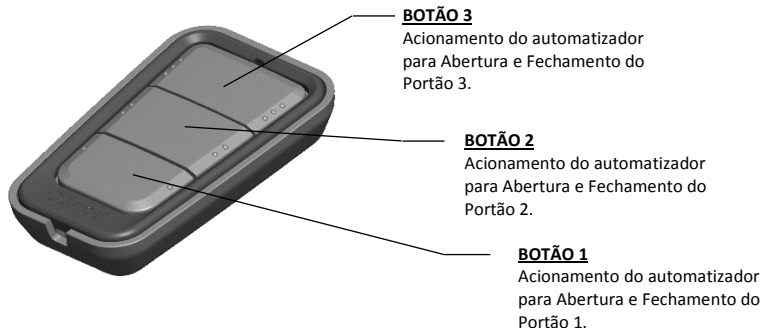 BOTÃO 3
Acionamento do automatizador
para Abertura e Fechamento do
Portão 3.
BOTÃO 2
Acionamento do automatizador
para Abertura e Fechamento do
Portão 2.
BOTÃO 1
Acionamento do automatizador
para Abertura e Fechamento do
Portão 1.